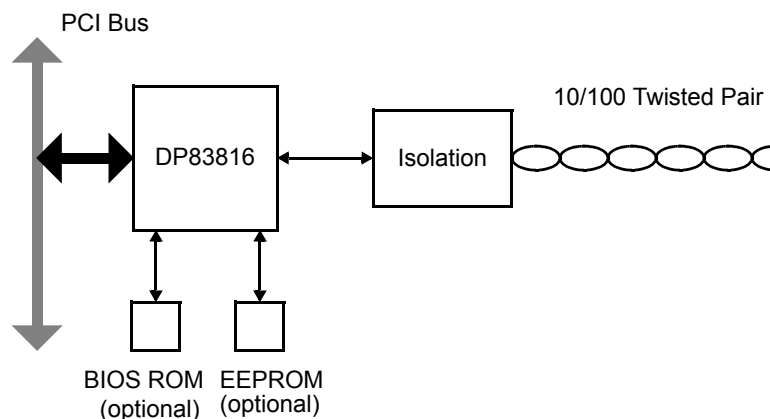 PCI Bus
10/100 Twisted Pair
DP83816
Isolation
BIOS ROM
(optional)
EEPROM
(optional)